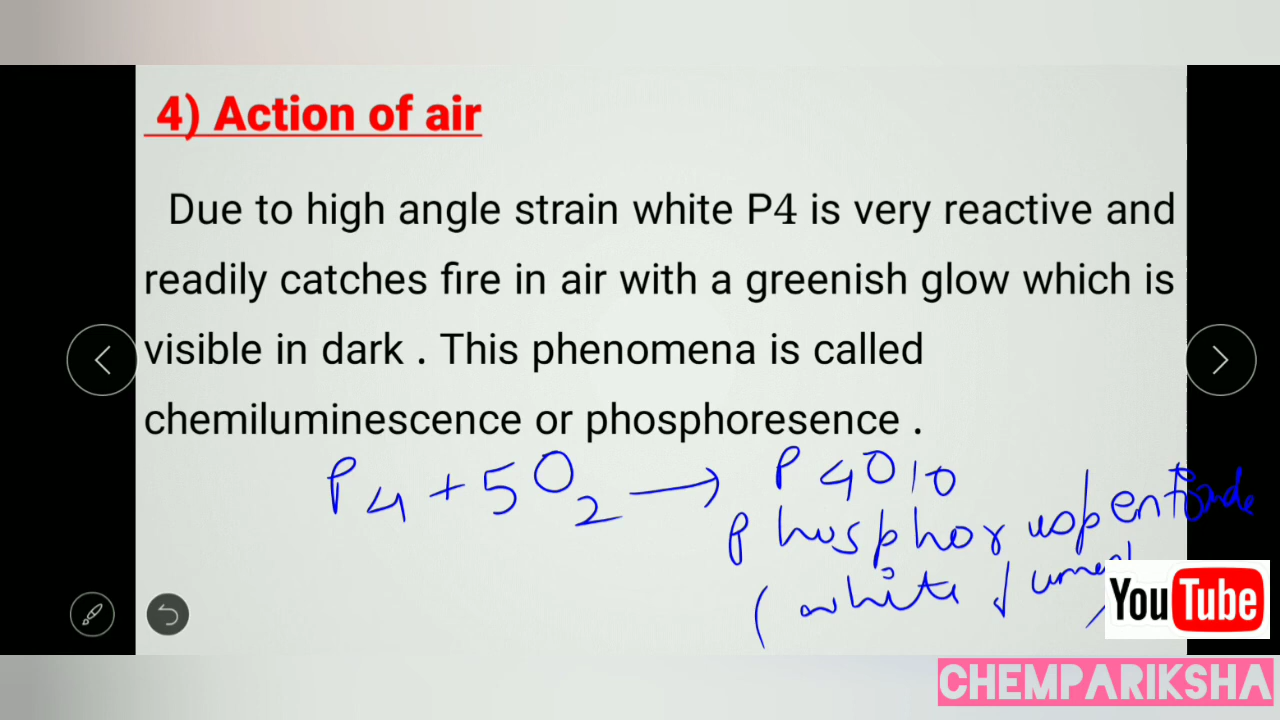 4) Action of air
Due to high angle strain white P4 is very reactive and
readily catches fire in air with a greenish glow which is
visible in dark . This phenomena is called
chemiluminescence or phosphoresence .
P4 + 5O2 → P4O10
phosphorus
(white
You Tube
CHEMPARIKSHA